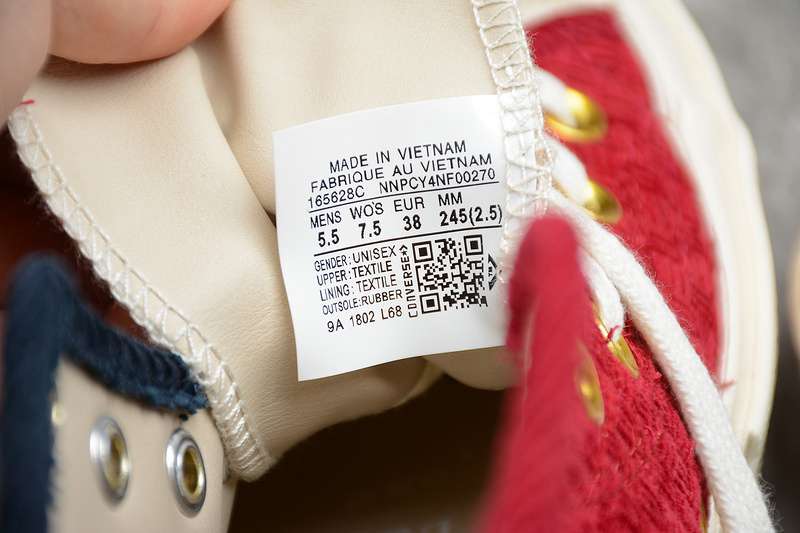 MADE IN VIETNAM
FABRIQUE AU VIETNAM
165628C NNPCY4NF00270
MENS WO'S EUR MM
5.5 7.5 38 245(2.5)
GENDER:UNISEX
UPPER:TEXTILE
LINING:TEXTILE
OUTSOLE:RUBBER
9A 1802 L68
CONVERSE